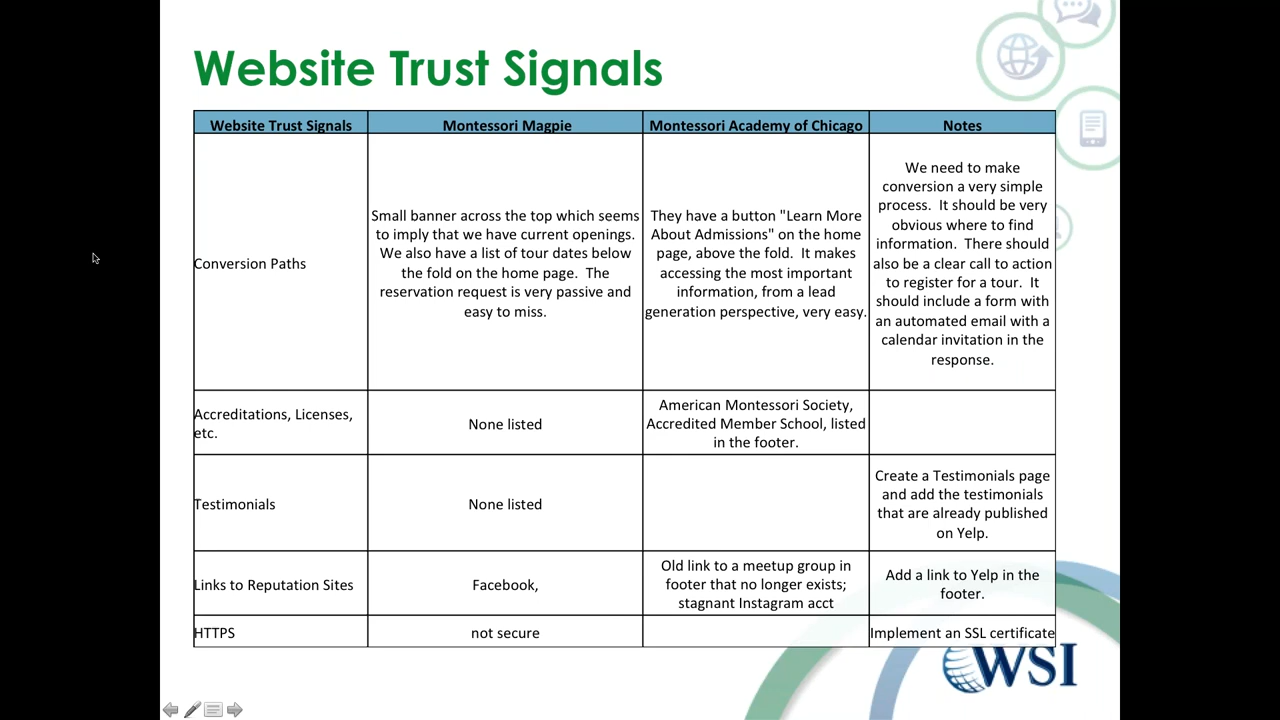 Website Trust Signals
Website Trust Signals
Montessori Magpie
Montessori Academy of Chicago
Notes
Conversion Paths
Small banner across the top which seems
to imply that we have current openings.
We also have a list of tour dates below
the fold on the home page.  The
reservation request is very passive and
easy to miss.
They have a button "Learn More
About Admissions" on the home
page, above the fold.  It makes
accessing the most important
information, from a lead
generation perspective, very easy.
We need to make
conversion a very simple
process.  It should be very
obvious where to find
information.  There should
also be a clear call to action
to register for a tour.  It
should include a form with
an automated email with a
calendar invitation in the
response.
Accreditations, Licenses,
etc.
None listed
American Montessori Society,
Accredited Member School, listed
in the footer.
Testimonials
None listed
Create a Testimonials page
and add the testimonials
that are already published
on Yelp.
Links to Reputation Sites
Facebook,
Old link to a meetup group in
footer that no longer exists;
stagnant Instagram acct
Add a link to Yelp in the
footer.
HTTPS
not secure
Implement an SSL certificate
WSI